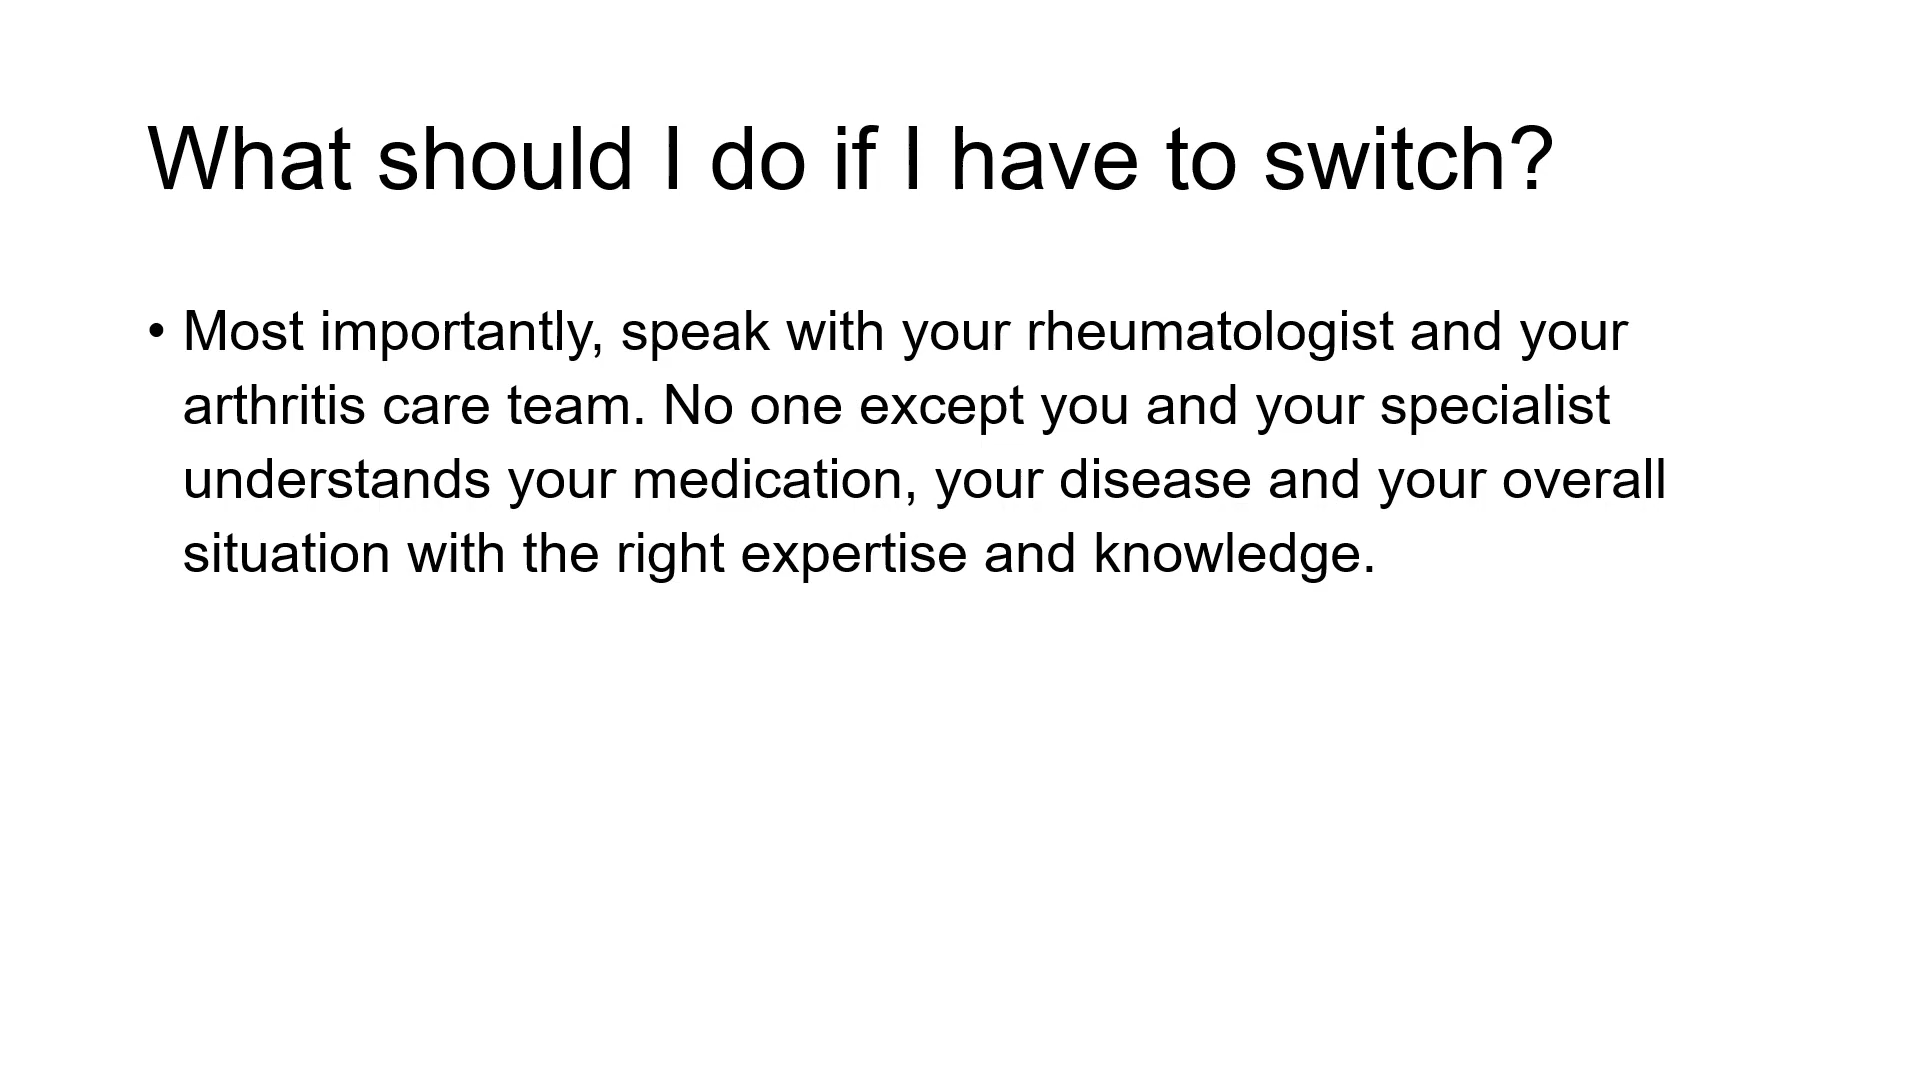 What should I do if I have to switch?
• Most importantly, speak with your rheumatologist and your
arthritis care team. No one except you and your specialist
understands your medication, your disease and your overall
situation with the right expertise and knowledge.